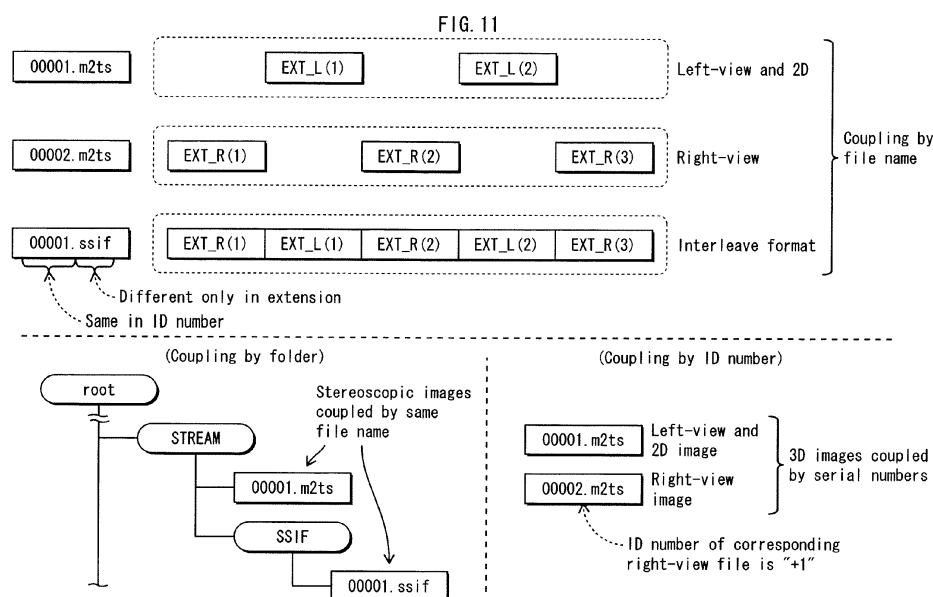 FIG. 11
00001.m2ts
EXT_L(1) EXT_L(2)
Left-view and 2D
00002.m2ts
EXT_R(1) EXT_R(2) EXT_R(3)
Right-view
Coupling by
file name
00001.ssif
EXT_R(1) EXT_L(1) EXT_R(2) EXT_L(2) EXT_R(3)
Interleave format
Different only in extension
Same in ID number
(Coupling by folder)
root
Stereoscopic images
coupled by same
file name
STREAM
00001.m2ts
SSIF
00001.ssif
(Coupling by ID number)
00001.m2ts
Left-view and
2D image
00002.m2ts
Right-view
image
3D images coupled
by serial numbers
ID number of corresponding
right-view file is "+1"